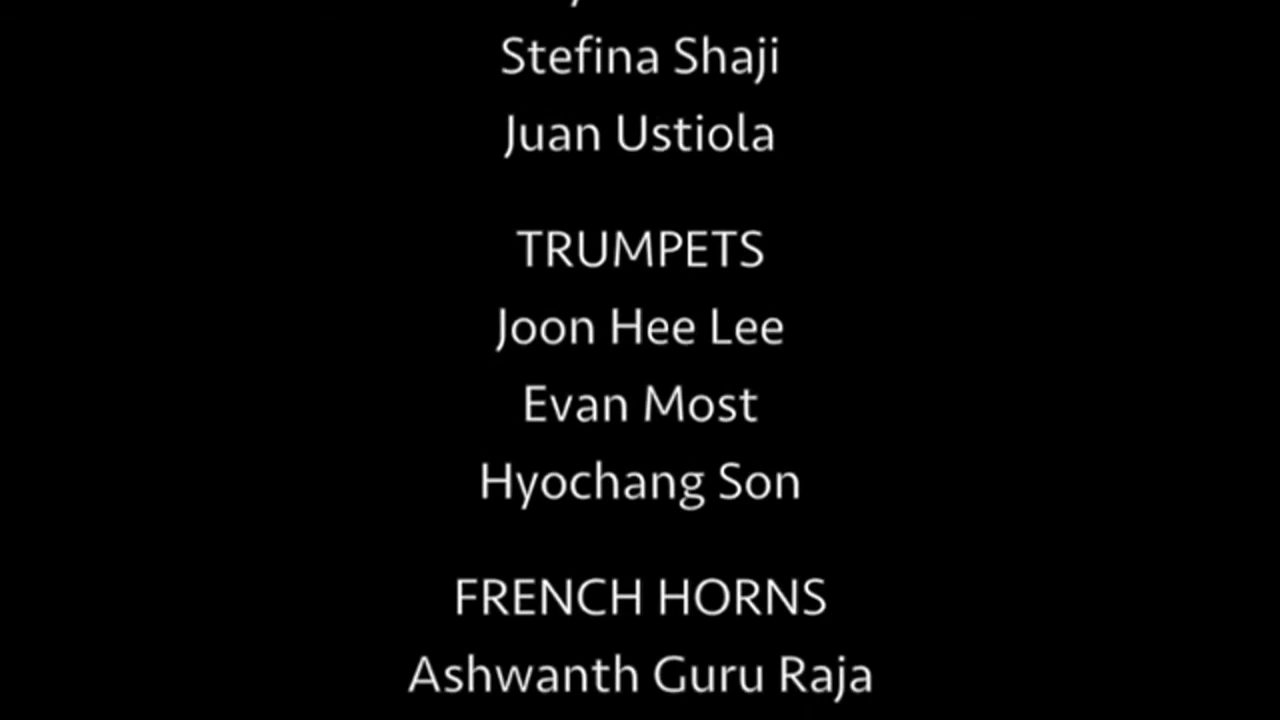 Stefina Shaji
Juan Ustiola
TRUMPETS
Joon Hee Lee
Evan Most
Hyochang Son
FRENCH HORNS
Ashwanth Guru Raja